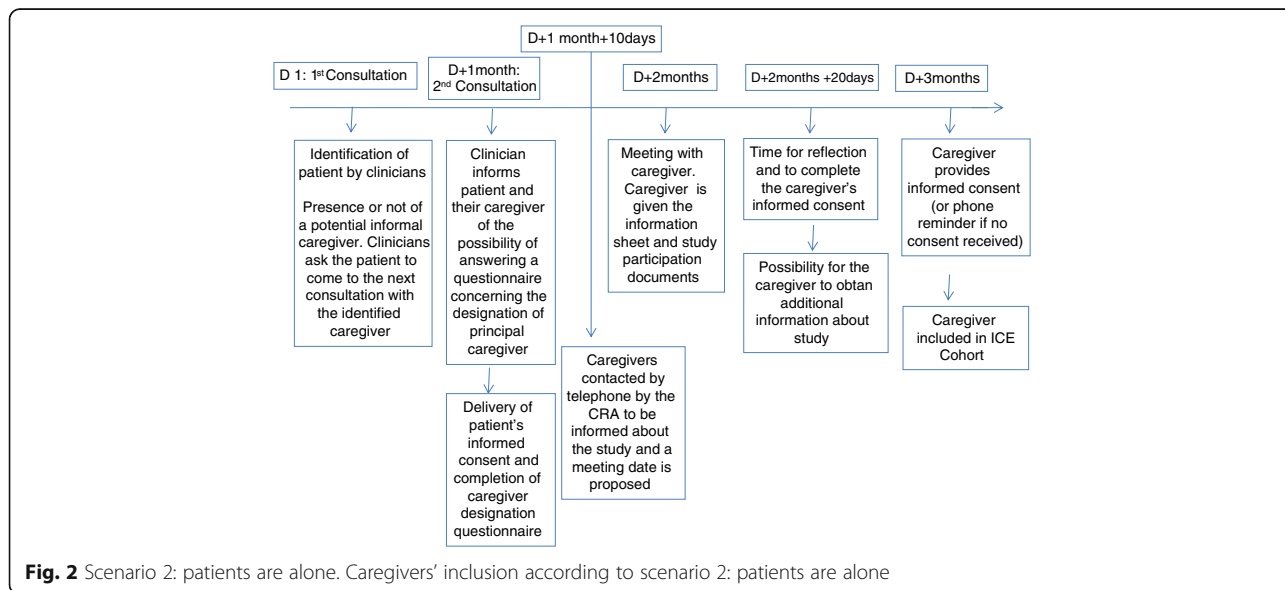 D+1 month+10days
D 1: 1st Consultation
D+1month:
2nd Consultation
D+2months
D+2months +20days
D+3months
Identification of
patient by clinicians
Presence or not of
a potential informal
caregiver. Clinicians
ask the patient to
come to the next
consultation with
the identified
caregiver
Clinician
informs
patient and
their caregiver
of the
possibility of
answering a
questionnaire
concerning the
designation of
principal
caregiver
Delivery of
patient's
informed
consent and
completion of
caregiver
designation
questionnaire
Caregivers
contacted by
telephone by the
CRA to be
informed about
the study and a
meeting date is
proposed
Meeting with
caregiver.
Caregiver is
given the
information
sheet and study
participation
documents
Time for reflection
and to complete
the caregiver's
informed consent
Possibility for the
caregiver to obtan
additional
information about
study
Caregiver
provides
informed consent
(or phone
reminder if no
consent received)
Caregiver
included in ICE
Cohort
Fig. 2 Scenario 2: patients are alone. Caregivers' inclusion according to scenario 2: patients are alone